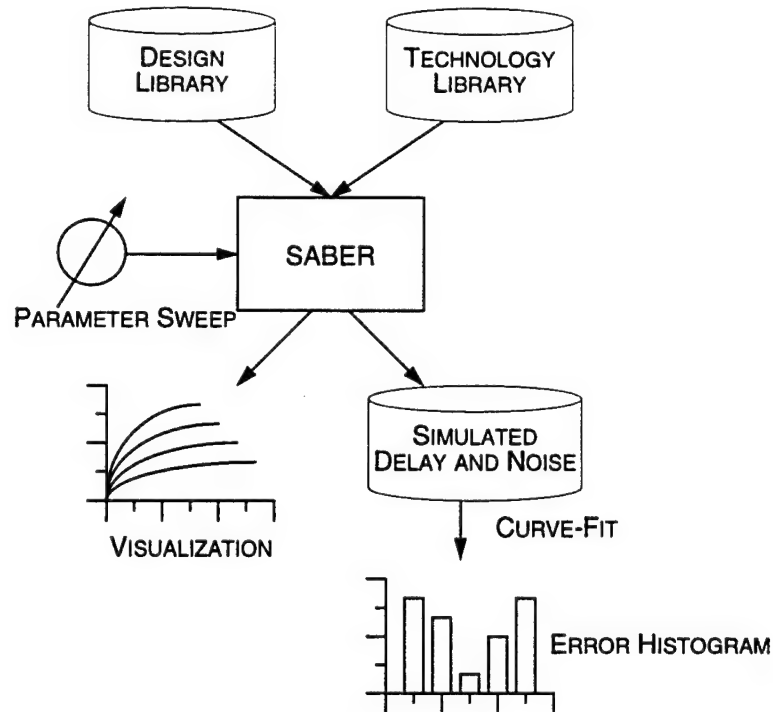 DESIGN
LIBRARY
TECHNOLOGY
LIBRARY
SABER
PARAMETER SWEEP
SIMULATED
DELAY AND NOISE
VISUALIZATION
CURVE-FIT
ERROR HISTOGRAM